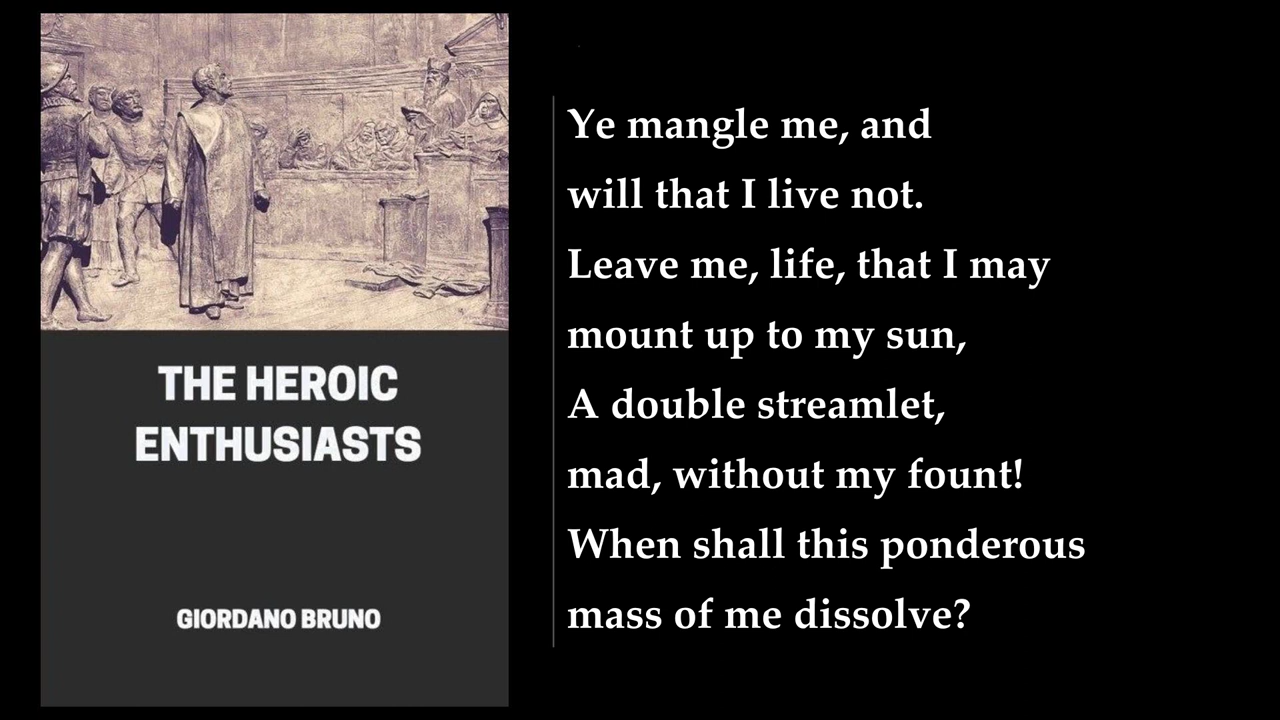 THE HEROIC
ENTHUSIASTS
GIORDANO BRUNO
Ye mangle me, and
will that I live not.
Leave me, life, that I may
mount up to my sun,
A double streamlet,
mad, without my fount!
When shall this ponderous
mass of me dissolve?